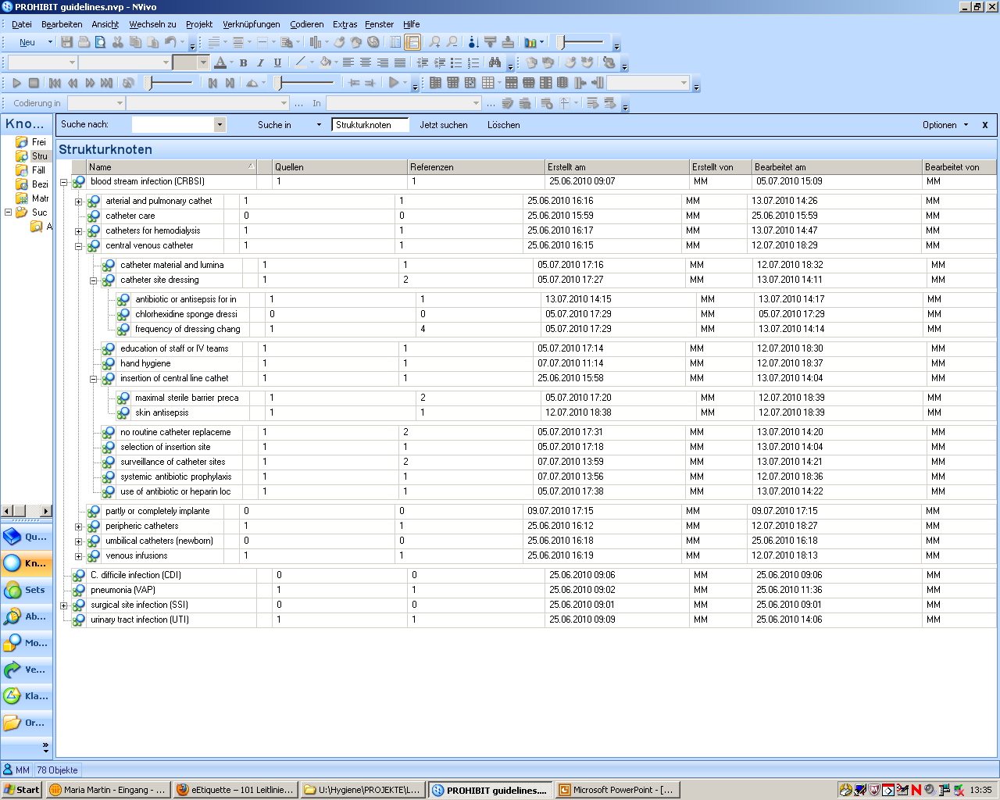 PROHIBIT guidelines.nvp - NVivo
Datei Bearbeiten Ansicht Wechseln zu Projekt Verknüpfungen Codieren Extras Fenster Hilfe
Neu
A B I U
Codierung in ... In ...
Kno...
Suche nach: Suche in Strukturknoten Jetzt suchen Löschen Optionen x
Frei
Stru
Fäll
Bezi
Matr
Suc
A
Strukturknoten
Name Quellen Referenzen Erstellt am Erstellt von Bearbeitet am Bearbeitet von
blood stream infection (CRBSI) 1 1 25.06.2010 09:07 MM 05.07.2010 15:09 MM
arterial and pulmonary cathet 1 1 25.06.2010 16:16 MM 13.07.2010 14:26 MM
catheter care 0 0 25.06.2010 15:59 MM 25.06.2010 15:59 MM
catheters for hemodialysis 1 1 25.06.2010 16:17 MM 13.07.2010 14:47 MM
central venous catheter 1 1 25.06.2010 16:15 MM 12.07.2010 18:29 MM
catheter material and lumina 1 1 05.07.2010 17:16 MM 12.07.2010 18:32 MM
catheter site dressing 1 2 05.07.2010 17:27 MM 13.07.2010 14:11 MM
antibiotic or antisepsis for in 1 1 13.07.2010 14:15 MM 13.07.2010 14:17 MM
chlorhexidine sponge dressi 0 0 05.07.2010 17:29 MM 05.07.2010 17:29 MM
frequency of dressing chang 1 4 05.07.2010 17:29 MM 13.07.2010 14:14 MM
education of staff or IV teams 1 1 05.07.2010 17:14 MM 12.07.2010 18:30 MM
hand hygiene 1 1 07.07.2010 11:14 MM 12.07.2010 18:37 MM
insertion of central line cathet 1 1 25.06.2010 15:58 MM 13.07.2010 14:04 MM
maximal sterile barrier preca 1 2 05.07.2010 17:20 MM 12.07.2010 18:39 MM
skin antisepsis 1 1 12.07.2010 18:38 MM 12.07.2010 18:39 MM
no routine catheter replaceme 1 2 05.07.2010 17:31 MM 13.07.2010 14:20 MM
selection of insertion site 1 1 05.07.2010 17:18 MM 13.07.2010 14:04 MM
surveillance of catheter sites 1 2 07.07.2010 13:59 MM 13.07.2010 14:21 MM
systemic antibiotic prophylaxis 1 1 07.07.2010 13:56 MM 12.07.2010 18:36 MM
use of antibiotic or heparin loc 1 1 05.07.2010 17:38 MM 13.07.2010 14:22 MM
partly or completely implante 0 0 09.07.2010 17:15 MM 09.07.2010 17:15 MM
peripheric catheters 1 1 25.06.2010 16:12 MM 12.07.2010 18:27 MM
umbilical catheters (newborn) 0 0 25.06.2010 16:18 MM 25.06.2010 16:18 MM
venous infusions 1 1 25.06.2010 16:19 MM 12.07.2010 18:13 MM
C. difficile infection (CDI) 0 0 25.06.2010 09:06 MM 25.06.2010 09:06 MM
pneumonia (VAP) 1 1 25.06.2010 09:02 MM 25.06.2010 11:36 MM
surgical site infection (SSI) 0 0 25.06.2010 09:01 MM 25.06.2010 09:01 MM
urinary tract infection (UTI) 1 1 25.06.2010 09:09 MM 25.06.2010 14:06 MM
Qu...
Kn...
Sets
Ab...
Mo...
Ve...
Kla...
Or...
MM 78 Objekte
Start Maria Martin - Eingang - ... eEtiquette – 101 Leitlinie... U:\Hygiene\PROJEKTE\L... PROHIBIT guidelines.... Microsoft PowerPoint - [... 13:35